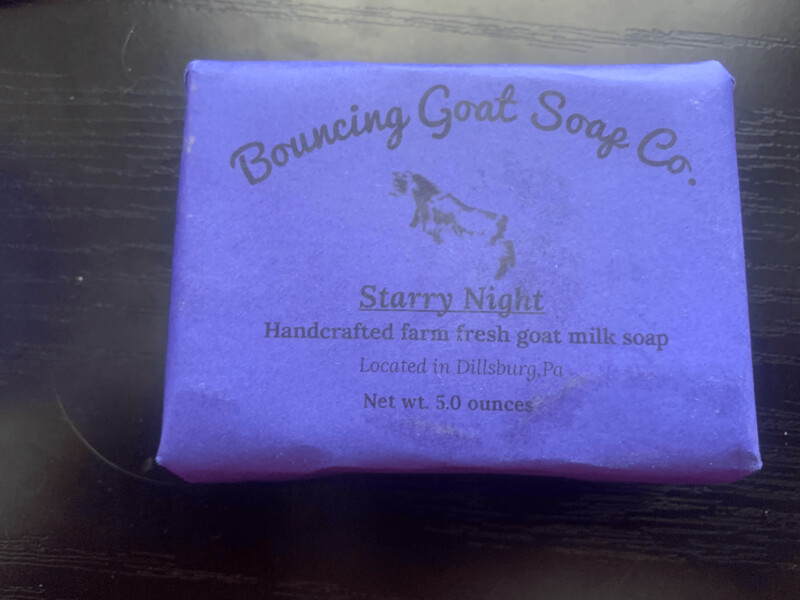 Bouncing Goat Soap Co.
Starry Night
Handcrafted farm fresh goat milk soap
Located in Dillsburg,Pa
Net wt. 5.0 ounces